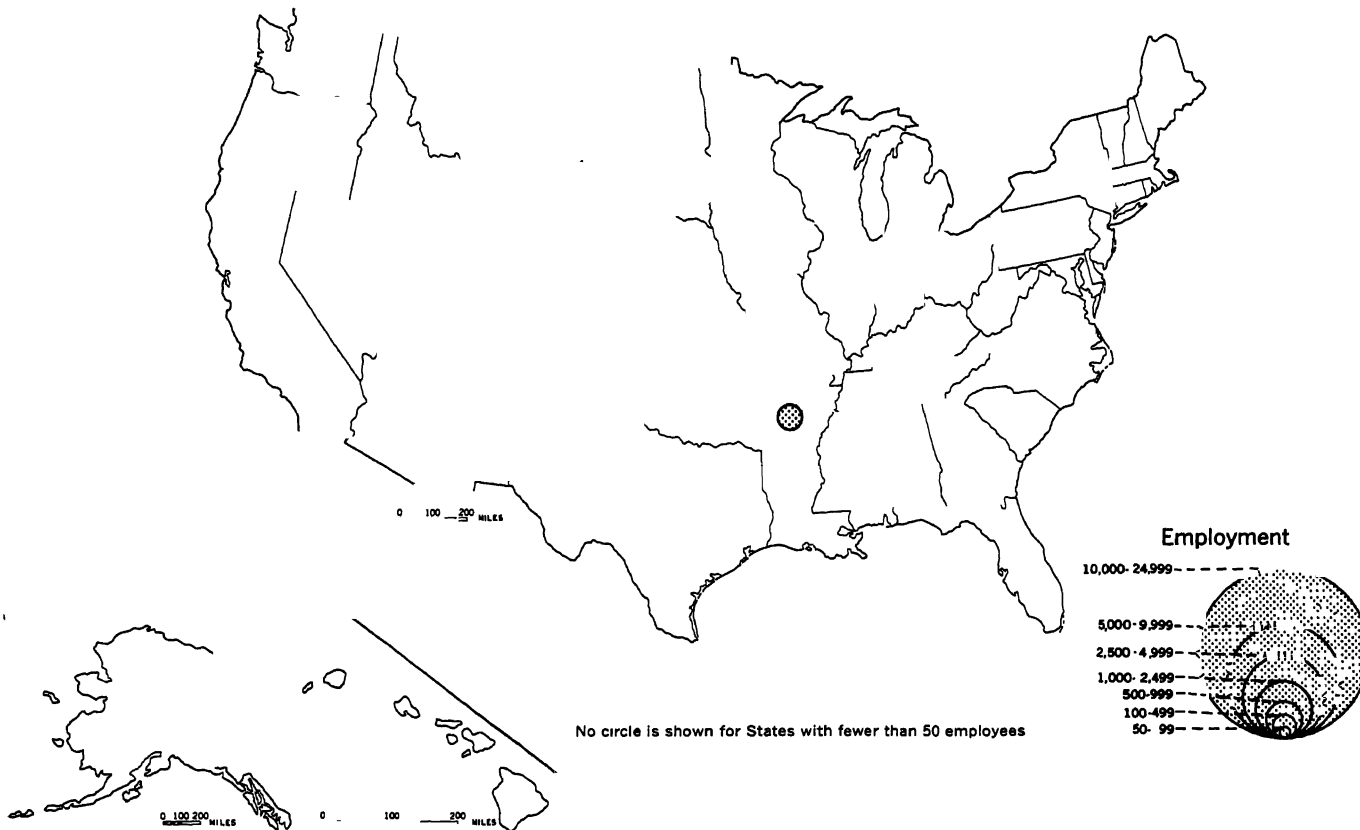 0 100 200 MILES
Employment
10,000- 24,999
5,000 - 9,999
2,500 - 4,999
1,000- 2,499
500-999
100-499
50- 99
No circle is shown for States with fewer than 50 employees
0 100 200 MILES
0 100 200 MILES